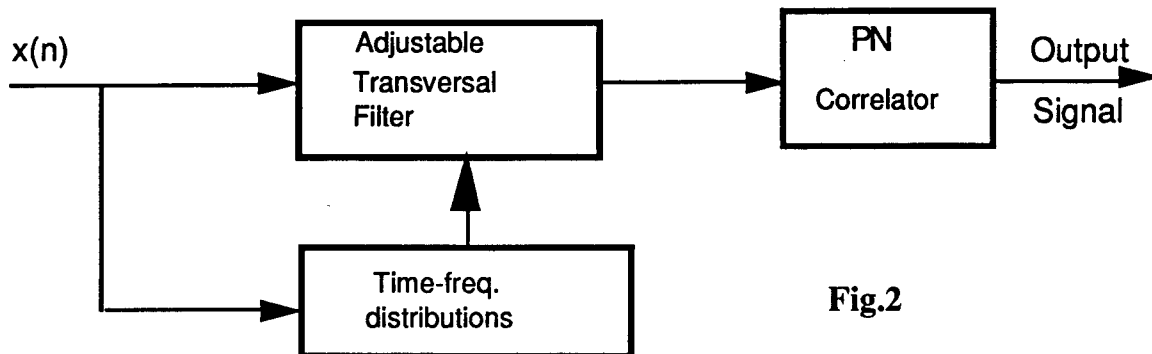 x(n)
Adjustable
Transversal
Filter
PN
Correlator
Output
Signal
Time-freq.
distributions
Fig.2